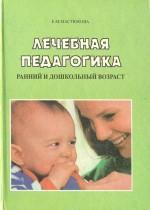 Е.М.МАСТЮКОВА
ЛЕЧЕБНАЯ
ПЕДАГОГИКА
РАННИЙ И ДОШКОЛЬНЫЙ ВОЗРАСТ